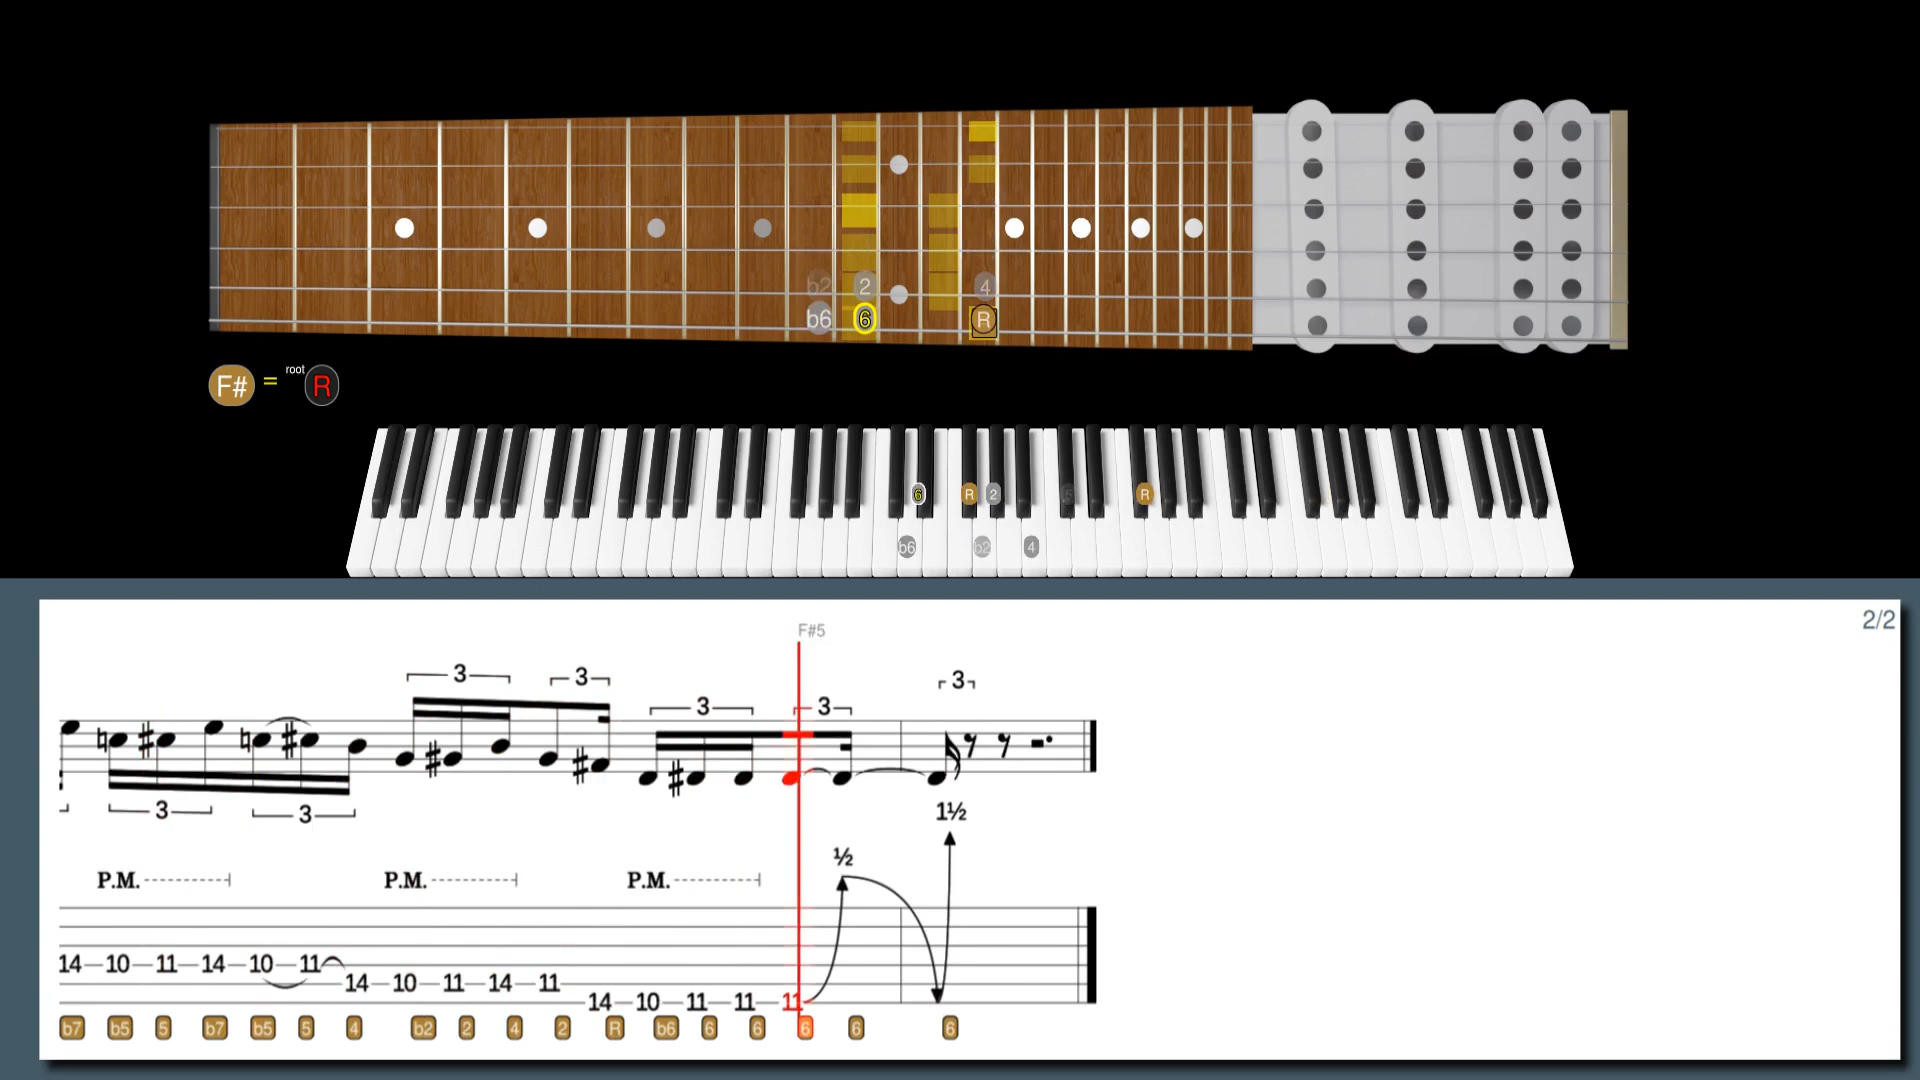 b2 2 4
b6 6 R
F# = root R
6 R 2 5 R
b6 b2 4
2/2
F#5
3 3 3 3 3
3 3
1½
½
P.M. P.M. P.M.
14 10 11 14 10 11
14 10 11 14 11
14 10 11 11 11
b7 b5 5 b7 b5 5 4 b2 2 4 2 R b6 6 6 6 6 6